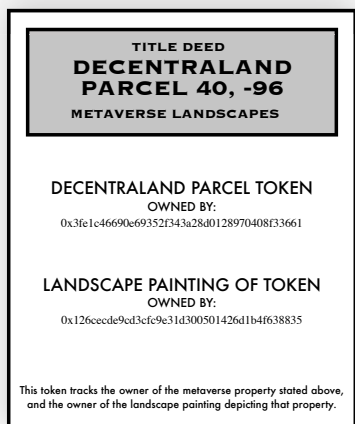 TITLE DEED
DECENTRALAND
PARCEL 40, -96
METAVERSE LANDSCAPES
DECENTRALAND PARCEL TOKEN
OWNED BY:
0x3fe1c46690e69352f343a28d0128970408f33661
LANDSCAPE PAINTING OF TOKEN
OWNED BY:
0x126cecde9cd3cfc9e31d300501426d1b4f638835
This token tracks the owner of the metaverse property stated above,
and the owner of the landscape painting depicting that property.